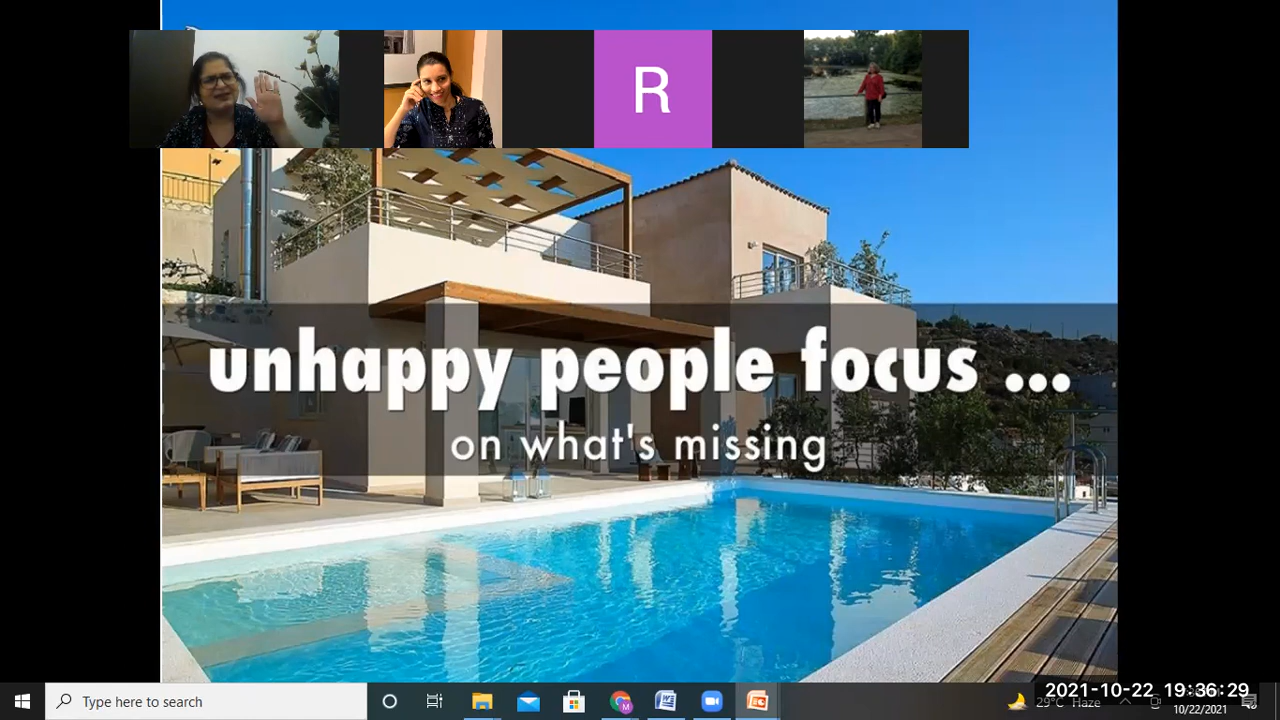 R
unhappy people focus ...
on what's missing
Type here to search
29°C Haze
2021-10-22 19:36:29
10/22/2021